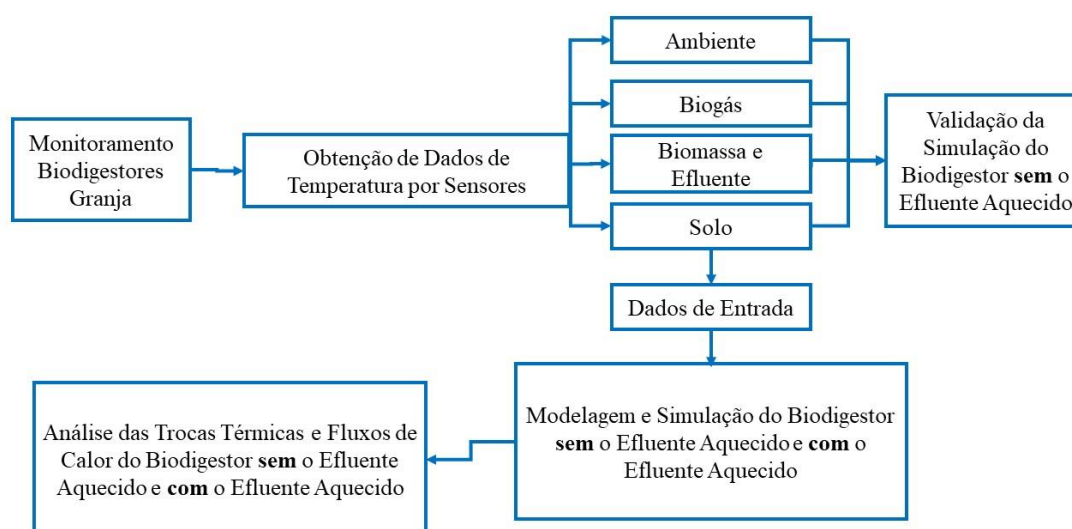 Monitoramento
Biodigestores
Granja
Obtenção de Dados de
Temperatura por Sensores
Ambiente
Biogás
Biomassa e
Efluente
Solo
Validação da
Simulação do
Biodigestor sem o
Efluente Aquecido
Dados de Entrada
Modelagem e Simulação do Biodigestor
sem o Efluente Aquecido e com o
Efluente Aquecido
Análise das Trocas Térmicas e Fluxos de
Calor do Biodigestor sem o Efluente
Aquecido e com o Efluente Aquecido